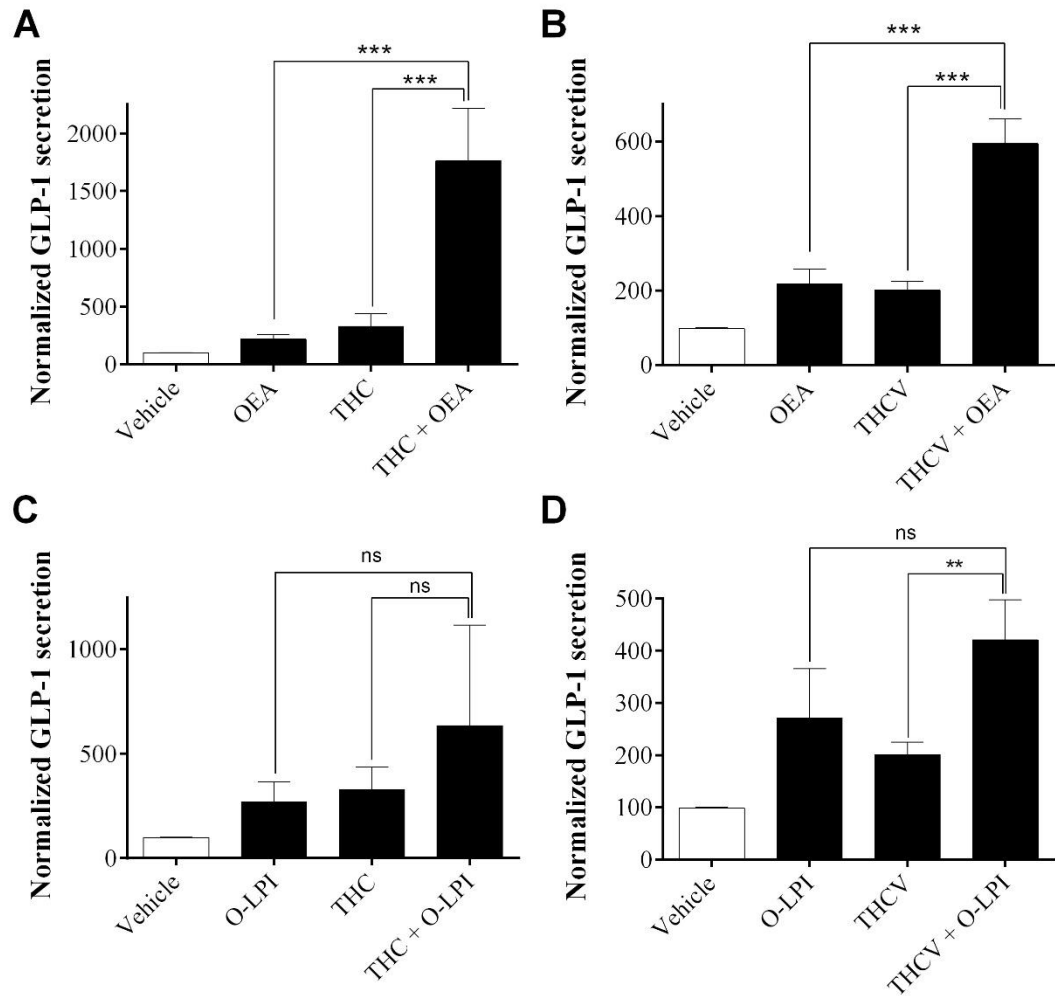 A
Normalized GLP-1 secretion
***
***
2000
1500
1000
500
0
Vehicle
OEA
THC
THC + OEA
B
Normalized GLP-1 secretion
***
***
600
400
200
0
Vehicle
OEA
THCV
THCV + OEA
C
Normalized GLP-1 secretion
ns
ns
1000
500
0
Vehicle
O-LPI
THC
THC + O-LPI
D
Normalized GLP-1 secretion
ns
**
500
400
300
200
100
0
Vehicle
O-LPI
THCV
THCV + O-LPI